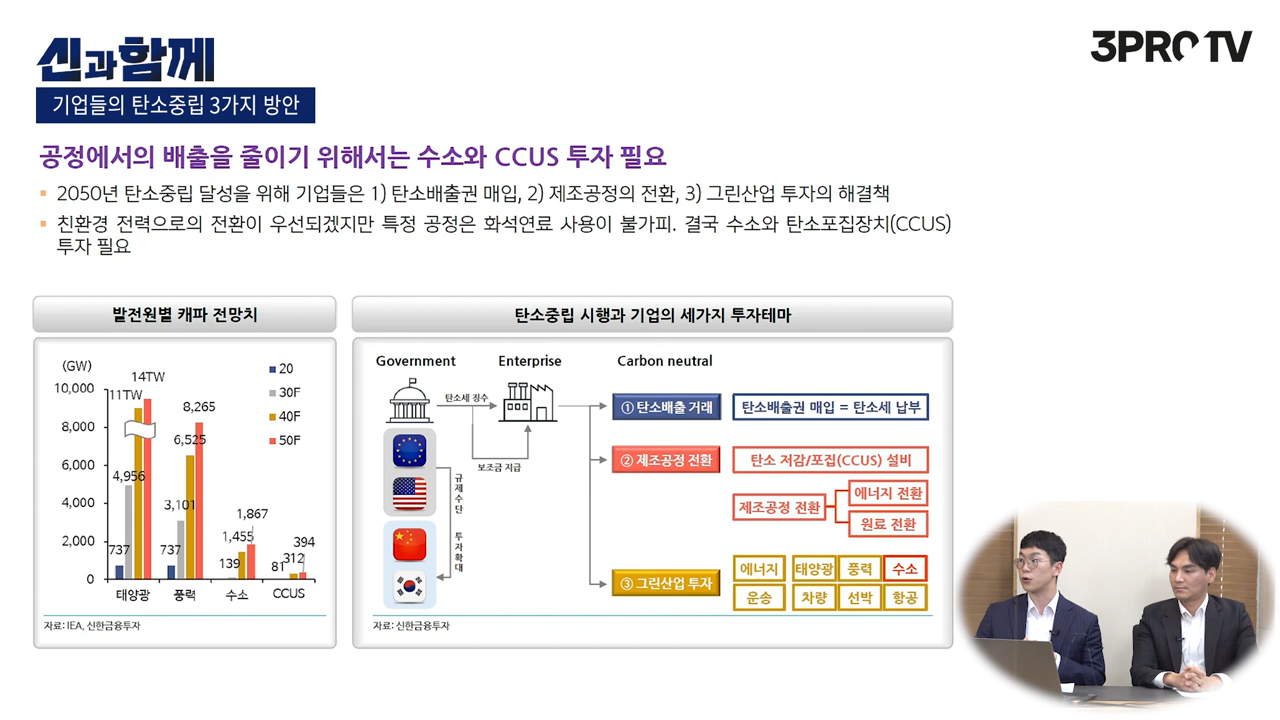 신과함께
3PRO TV
기업들의 탄소중립 3가지 방안
공정에서의 배출을 줄이기 위해서는 수소와 CCUS 투자 필요
2050년 탄소중립 달성을 위해 기업들은 1) 탄소배출권 매입, 2) 제조공정의 전환, 3) 그린산업 투자의 해결책
친환경 전력으로의 전환이 우선되겠지만 특정 공정은 화석연료 사용이 불가피. 결국 수소와 탄소포집장치(CCUS)
투자 필요
발전원별 캐파 전망치
(GW)
10,000
8,000
6,000
4,000
2,000
0
20
30F
40F
50F
11TW
14TW
4,956
737
8,265
6,525
3,101
737
1,867
1,455
139
394
312
81
태양광
풍력
수소
CCUS
자료: IEA, 신한금융투자
탄소중립 시행과 기업의 세가지 투자테마
Government
Enterprise
Carbon neutral
탄소세 징수
보조금 지급
규제수단
투자확대
① 탄소배출 거래
탄소배출권 매입 = 탄소세 납부
② 제조공정 전환
탄소 저감/포집(CCUS) 설비
제조공정 전환
에너지 전환
원료 전환
③ 그린산업 투자
에너지
태양광
풍력
수소
운송
차량
선박
항공
자료: 신한금융투자